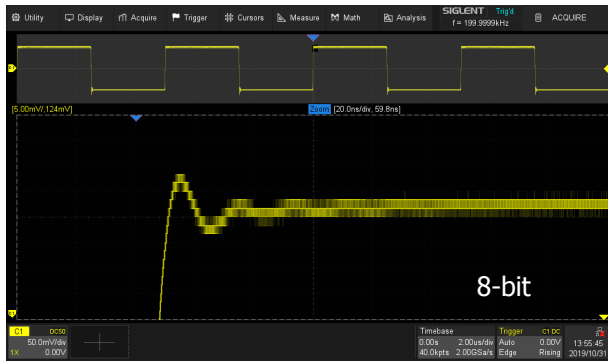 Utility Display Acquire Trigger Cursors Measure Math Analysis SIGLENT Trig'd ACQUIRE
f = 199.9999kHz
C1
[5.00mV/,124mV] Zoom [20.0ns/div, 59.8ns]
8-bit
C1 DC50 Timebase Trigger C1 DC
50.0mV/div 0.00s 2.00us/div Auto 0.00V 13:55:45
1X 0.00V 40.0kpts 2.00GSa/s Edge Rising 2019/10/31